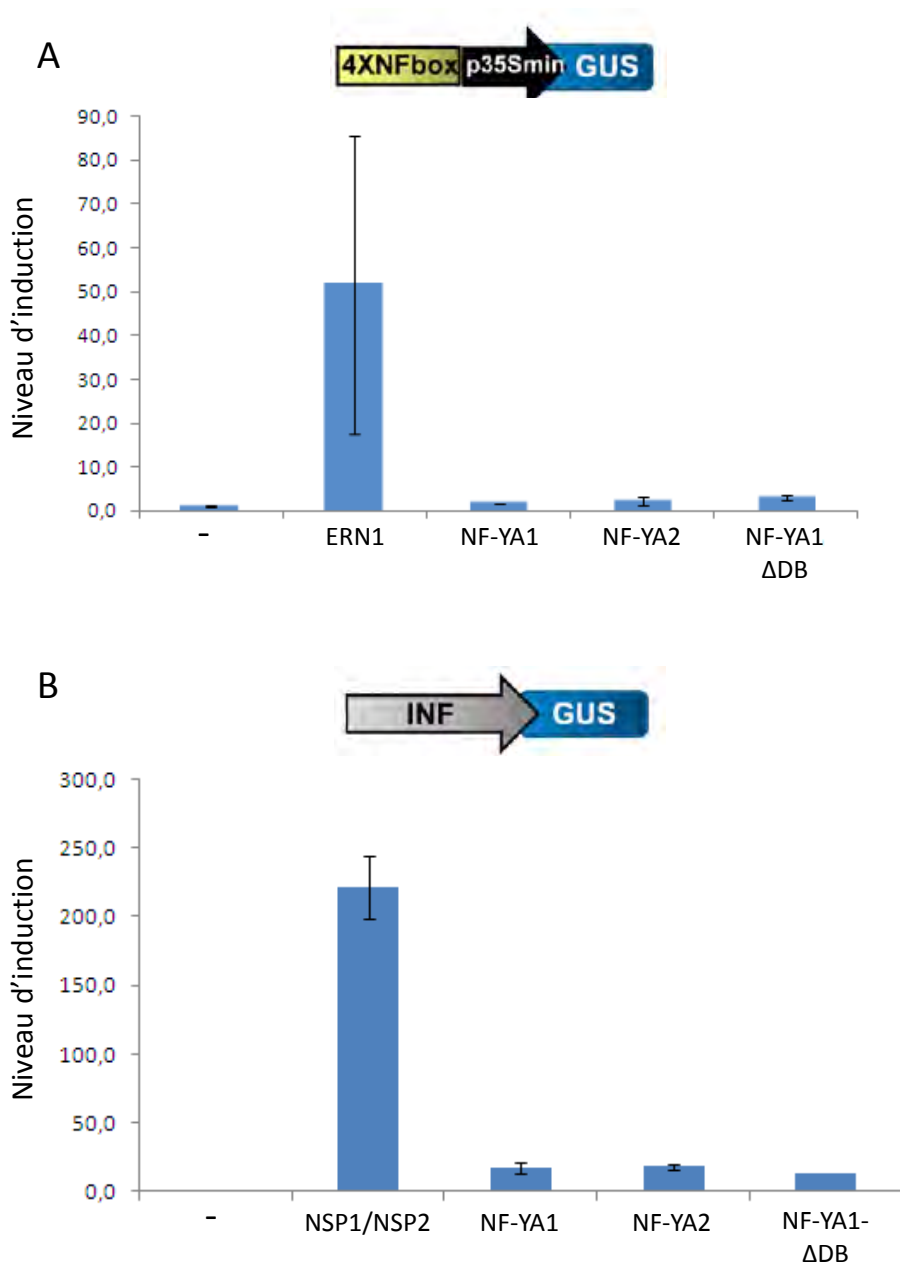 A
4XNFbox p35Smin GUS
Niveau d'induction
90,0
80,0
70,0
60,0
50,0
40,0
30,0
20,0
10,0
0,0
- ERN1 NF-YA1 NF-YA2 NF-YA1
ΔDB
B
INF GUS
Niveau d'induction
300,0
250,0
200,0
150,0
100,0
50,0
0,0
- NSP1/NSP2 NF-YA1 NF-YA2 NF-YA1-
ΔDB